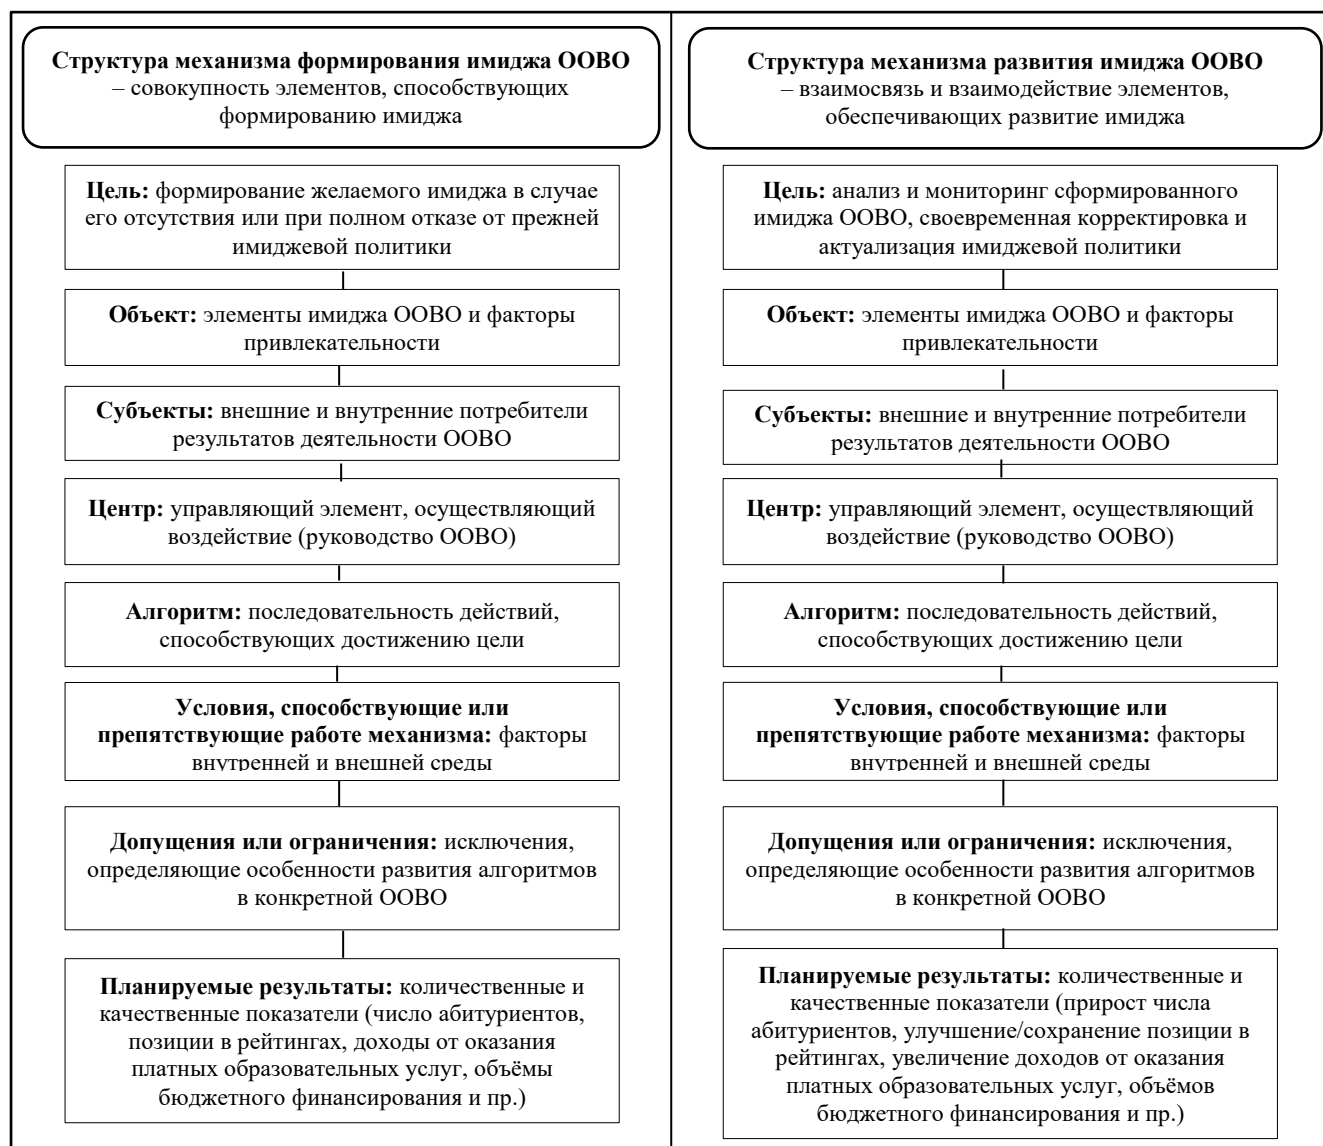 Структура механизма формирования имиджа ООВО
– совокупность элементов, способствующих
формированию имиджа
Цель: формирование желаемого имиджа в случае
его отсутствия или при полном отказе от прежней
имиджевой политики
Объект: элементы имиджа ООВО и факторы
привлекательности
Субъекты: внешние и внутренние потребители
результатов деятельности ООВО
Центр: управляющий элемент, осуществляющий
воздействие (руководство ООВО)
Алгоритм: последовательность действий,
способствующих достижению цели
Условия, способствующие или
препятствующие работе механизма: факторы
внутренней и внешней среды
Допущения или ограничения: исключения,
определяющие особенности развития алгоритмов
в конкретной ООВО
Планируемые результаты: количественные и
качественные показатели (число абитуриентов,
позиции в рейтингах, доходы от оказания
платных образовательных услуг, объёмы
бюджетного финансирования и пр.)
Структура механизма развития имиджа ООВО
– взаимосвязь и взаимодействие элементов,
обеспечивающих развитие имиджа
Цель: анализ и мониторинг сформированного
имиджа ООВО, своевременная корректировка и
актуализация имиджевой политики
Объект: элементы имиджа ООВО и факторы
привлекательности
Субъекты: внешние и внутренние потребители
результатов деятельности ООВО
Центр: управляющий элемент, осуществляющий
воздействие (руководство ООВО)
Алгоритм: последовательность действий,
способствующих достижению цели
Условия, способствующие или
препятствующие работе механизма: факторы
внутренней и внешней среды
Допущения или ограничения: исключения,
определяющие особенности развития алгоритмов
в конкретной ООВО
Планируемые результаты: количественные и
качественные показатели (прирост числа
абитуриентов, улучшение/сохранение позиции в
рейтингах, увеличение доходов от оказания
платных образовательных услуг, объёмов
бюджетного финансирования и пр.)